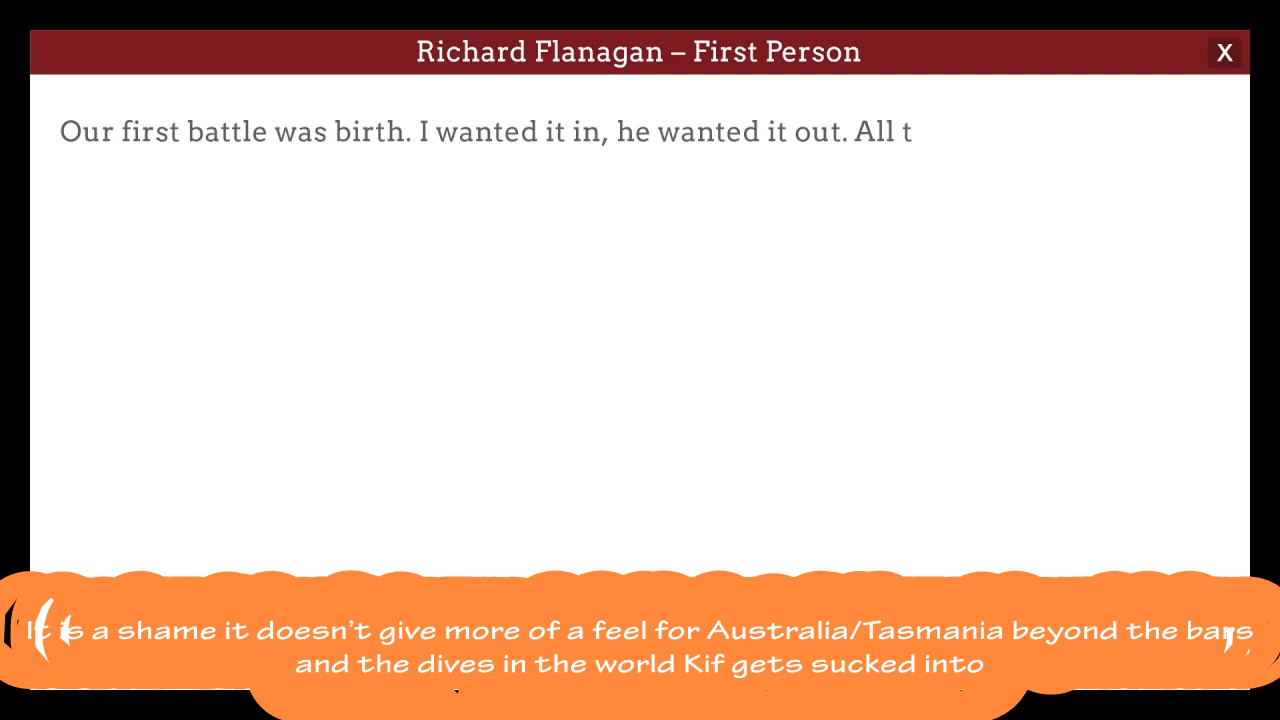 Richard Flanagan – First Person
X
Our first battle was birth. I wanted it in, he wanted it out. All t
It is a shame it doesn't give more of a feel for Australia/Tasmania beyond the bars
and the dives in the world Kif gets sucked into